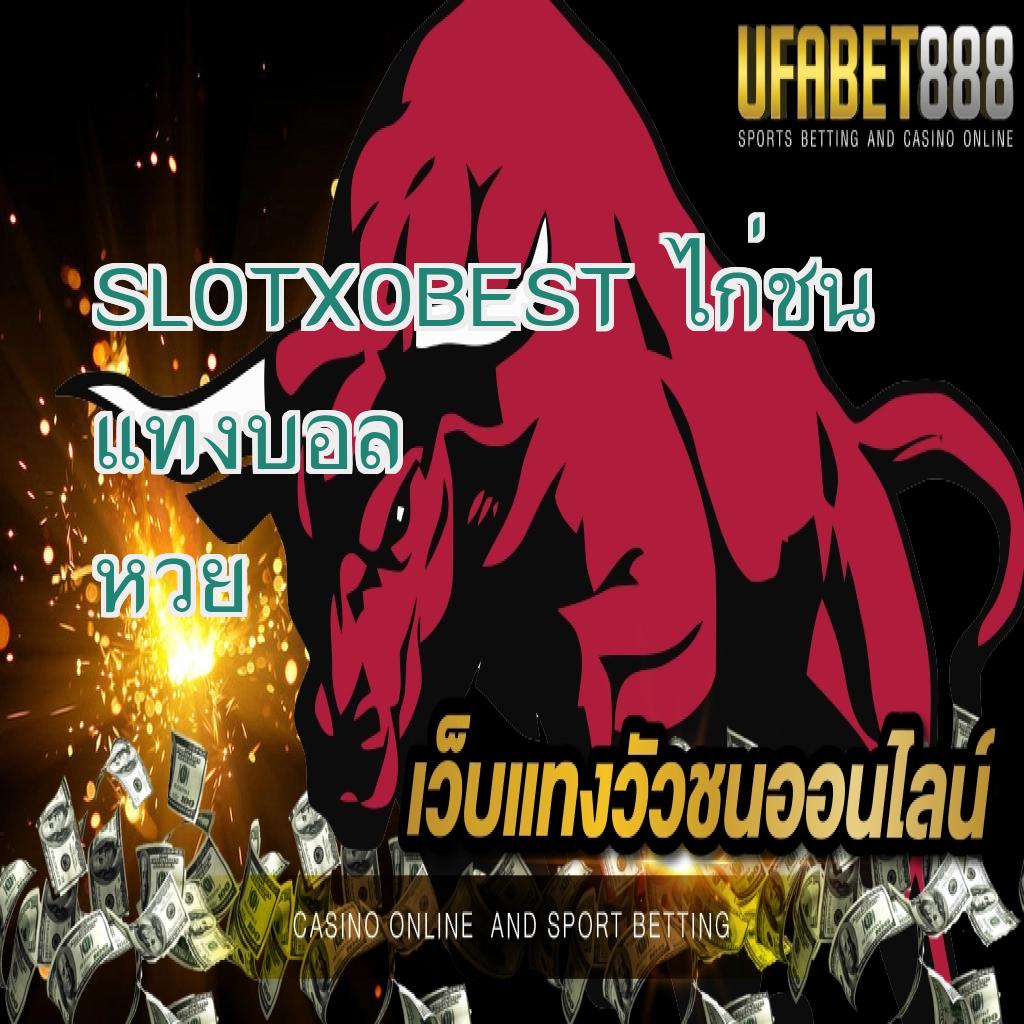 UFABET888
SPORTS BETTING AND CASINO ONLINE
SLOTXOBEST ไก่ชน
แทงบอล
หวย
เว็บแทงวัวชนออนไลน์
CASINO ONLINE AND SPORT BETTING